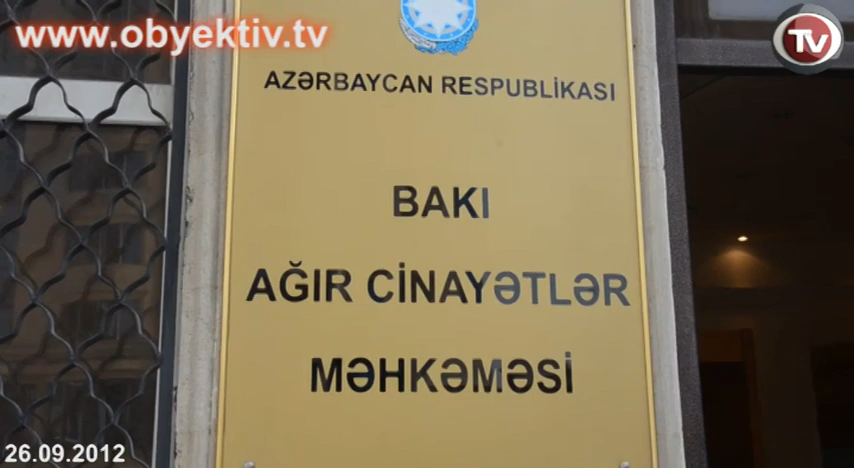 www.obyektiv.tv
TV
AZƏRBAYCAN RESPUBLİKASI
BAKI
AĞIR CİNAYƏTLƏR
MƏHKƏMƏSİ
26.09.2012